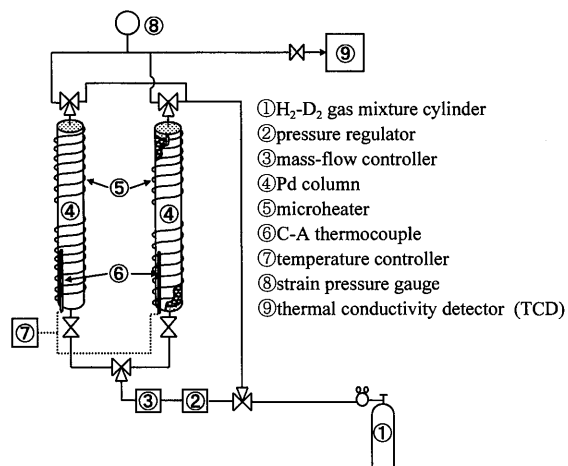 ⑧
⑨
①H₂-D₂ gas mixture cylinder
②pressure regulator
③mass-flow controller
④Pd column
⑤microheater
⑥C-A thermocouple
⑦temperature controller
⑧strain pressure gauge
⑨thermal conductivity detector (TCD)
⑤
④
④
⑥
⑦
③
②
①